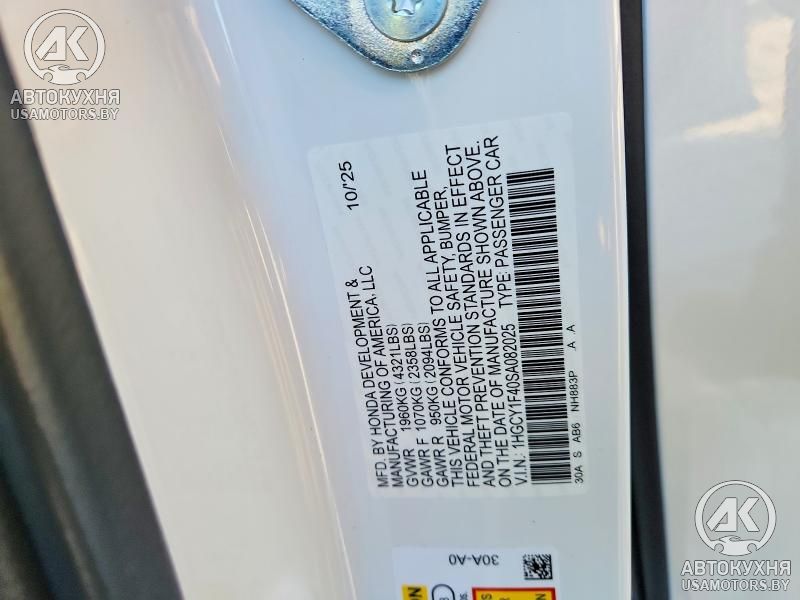 AK
АВТОКУХНЯ
USAMOTORS.BY
MFD. BY HONDA DEVELOPMENT & 10/'25
MANUFACTURING OF AMERICA, LLC
GVWR 1960KG (4321LBS)
GAWR F 1070KG (2358LBS)
GAWR R 950KG (2094LBS)
THIS VEHICLE CONFORMS TO ALL APPLICABLE
FEDERAL MOTOR VEHICLE SAFETY, BUMPER,
AND THEFT PREVENTION STANDARDS IN EFFECT
ON THE DATE OF MANUFACTURE SHOWN ABOVE.
V.I.N.: 1HGCY1F40SA082025 TYPE: PASSENGER CAR
30A S AB6 NH883P A A
30A-A0
AK
АВТОКУХНЯ
USAMOTORS.BY